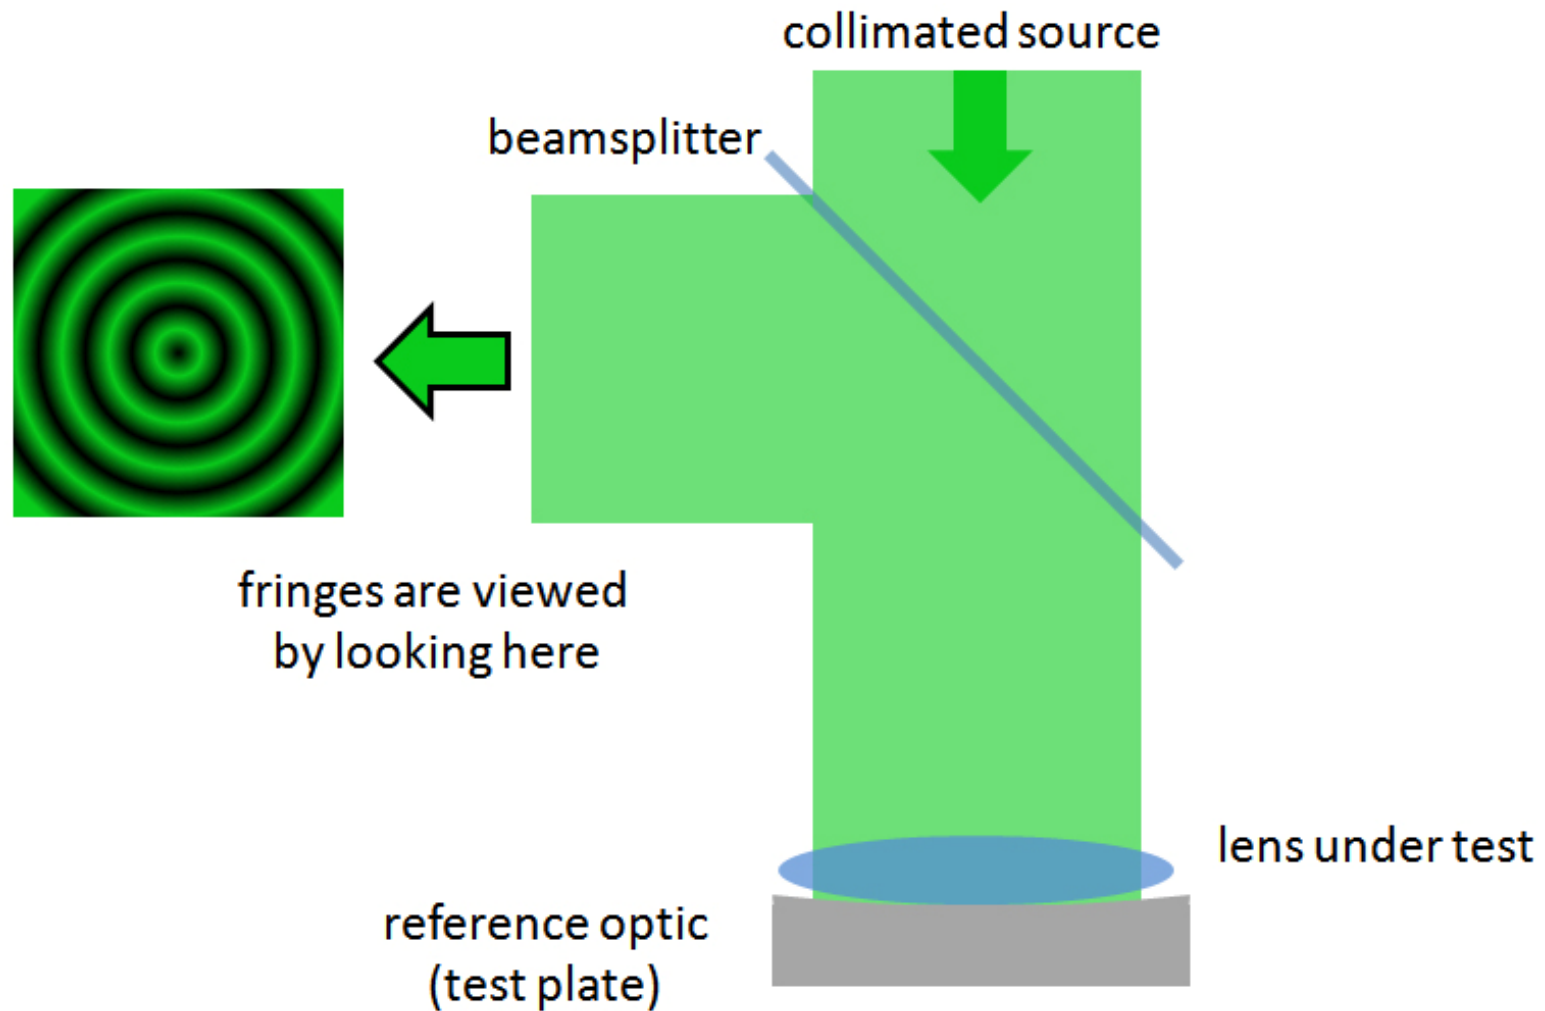 collimated source
beamsplitter
fringes are viewed
by looking here
lens under test
reference optic
(test plate)